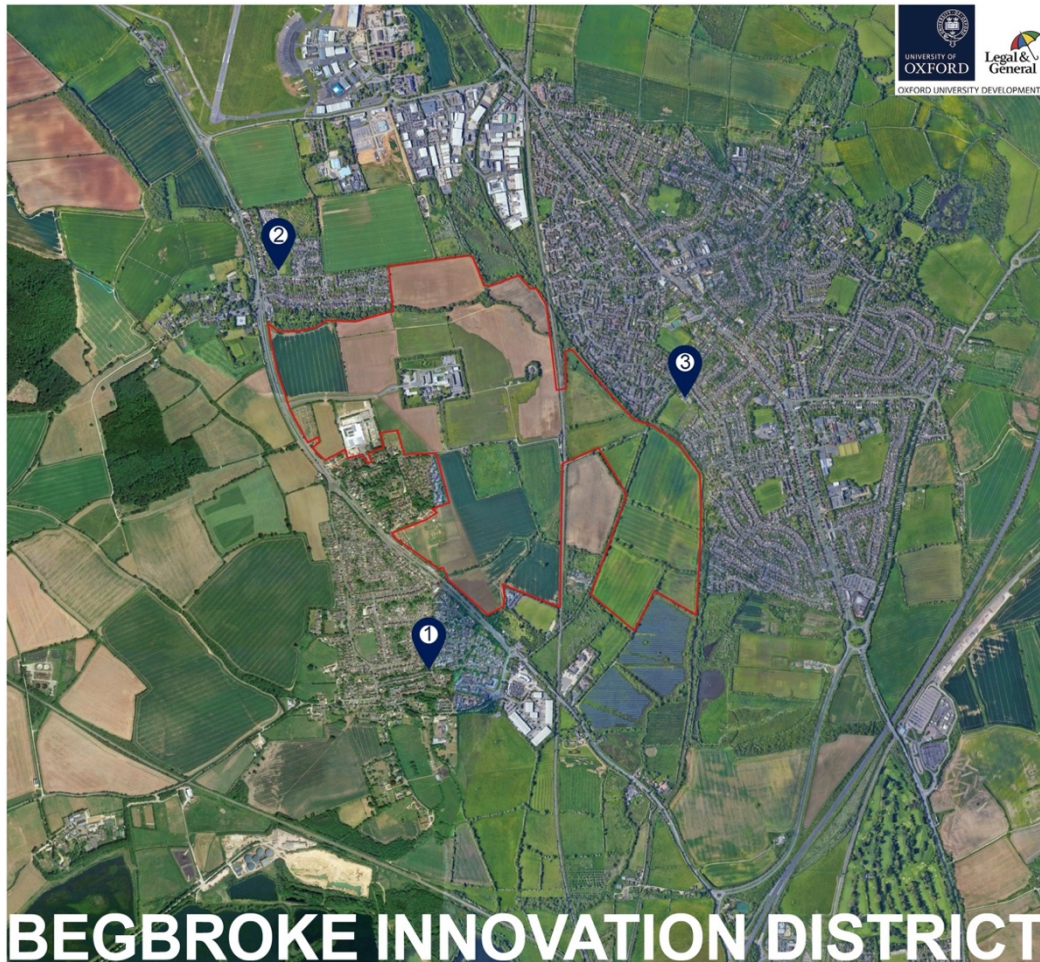 UNIVERSITY OF
OXFORD
Legal &
General
OXFORD UNIVERSITY DEVELOPMENT
2
3
1
BEGBROKE INNOVATION DISTRICT